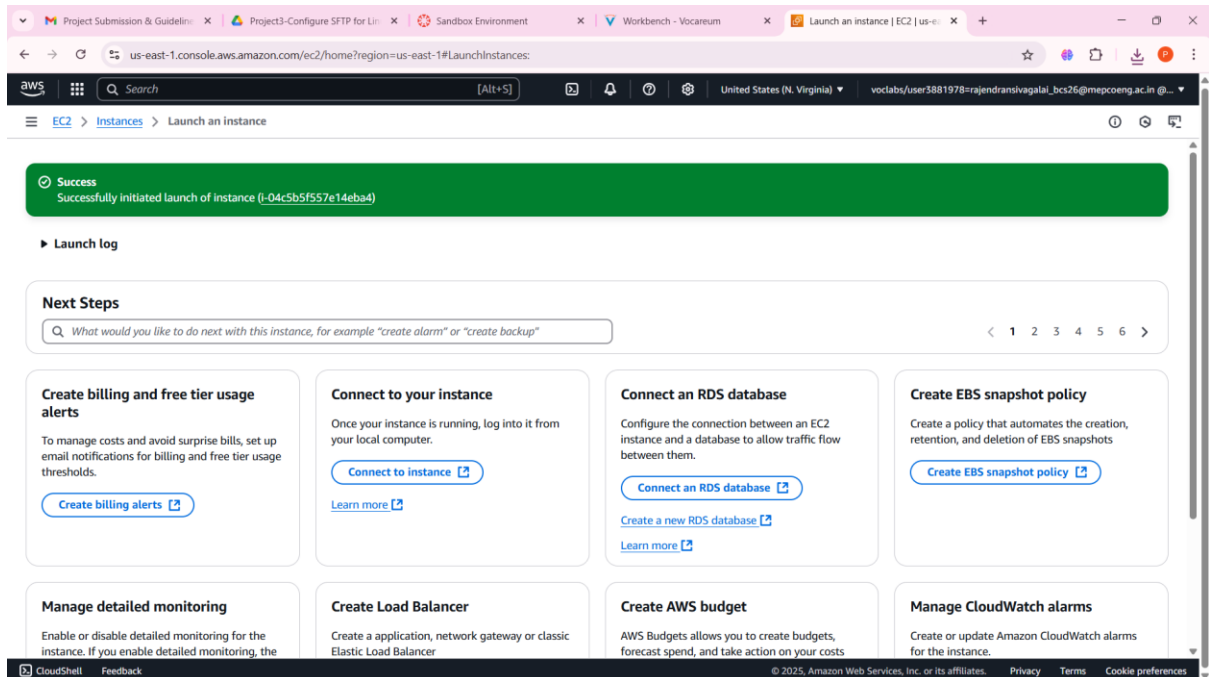 Project Submission & Guideline
Project3-Configure SFTP for Lin
Sandbox Environment
Workbench - Vocareum
Launch an instance | EC2 | us-ea
us-east-1.console.aws.amazon.com/ec2/home?region=us-east-1#LaunchInstances:
P
aws
Search
[Alt+S]
United States (N. Virginia)
voclabs/user3881978=rajendransivagalai_bcs26@mepcoeng.ac.in @...
EC2 > Instances > Launch an instance
Success
Successfully initiated launch of instance (i-04c5b5f557e14eba4)
Launch log
Next Steps
What would you like to do next with this instance, for example "create alarm" or "create backup"
1 2 3 4 5 6
Create billing and free tier usage
alerts
To manage costs and avoid surprise bills, set up
email notifications for billing and free tier usage
thresholds.
Create billing alerts
Connect to your instance
Once your instance is running, log into it from
your local computer.
Connect to instance
Learn more
Connect an RDS database
Configure the connection between an EC2
instance and a database to allow traffic flow
between them.
Connect an RDS database
Create a new RDS database
Learn more
Create EBS snapshot policy
Create a policy that automates the creation,
retention, and deletion of EBS snapshots
Create EBS snapshot policy
Manage detailed monitoring
Enable or disable detailed monitoring for the
instance. If you enable detailed monitoring, the
Create Load Balancer
Create a application, network gateway or classic
Elastic Load Balancer
Create AWS budget
AWS Budgets allows you to create budgets,
forecast spend, and take action on your costs
Manage CloudWatch alarms
Create or update Amazon CloudWatch alarms
for the instance.
CloudShell Feedback
© 2025, Amazon Web Services, Inc. or its affiliates. Privacy Terms Cookie preferences